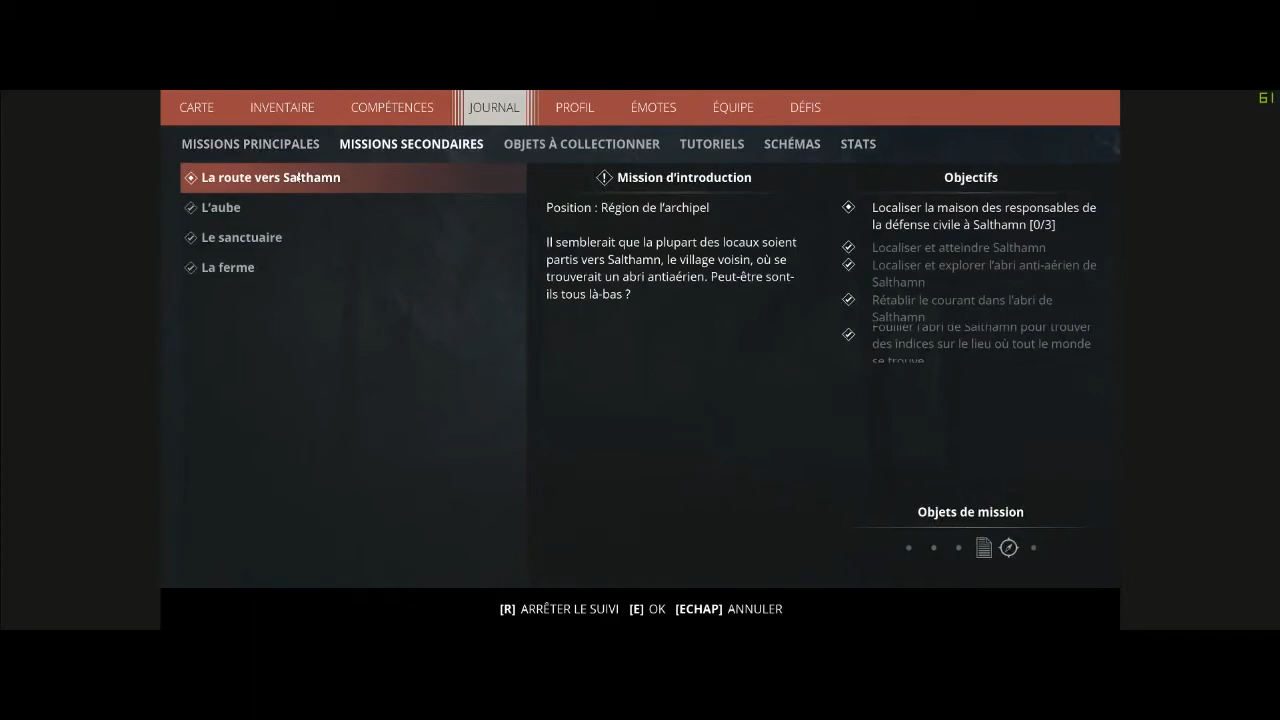 61
CARTE INVENTAIRE COMPÉTENCES JOURNAL PROFIL ÉMOTES ÉQUIPE DÉFIS
MISSIONS PRINCIPALES MISSIONS SECONDAIRES OBJETS À COLLECTIONNER TUTORIELS SCHÉMAS STATS
La route vers Salthamn
L'aube
Le sanctuaire
La ferme
Mission d'introduction
Position : Région de l'archipel
Il semblerait que la plupart des locaux soient
partis vers Salthamn, le village voisin, où se
trouverait un abri antiaérien. Peut-être sont-
ils tous là-bas ?
Objectifs
Localiser la maison des responsables de
la défense civile à Salthamn [0/3]
Localiser et atteindre Salthamn
Localiser et explorer l'abri anti-aérien de
Salthamn
Rétablir le courant dans l'abri de
Salthamn
Fouiller l'abri de Salthamn pour trouver
des indices sur le lieu où tout le monde
se trouve
Objets de mission
[R] ARRÊTER LE SUIVI [E] OK [ECHAP] ANNULER